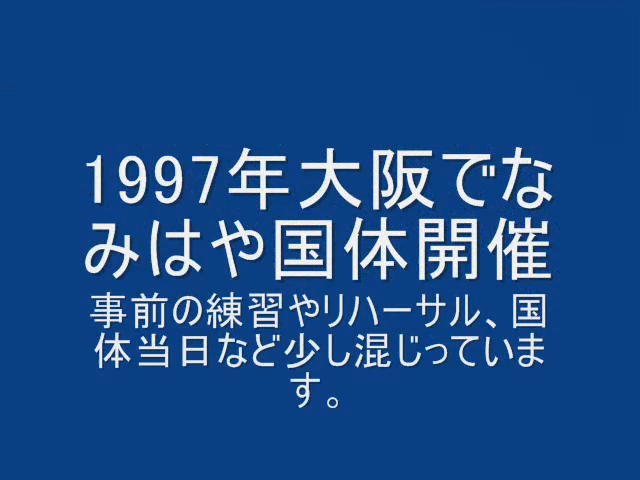 1997年大阪でな
みはや国体開催
事前の練習やリハーサル、国
体当日など少し混じっていま
す。